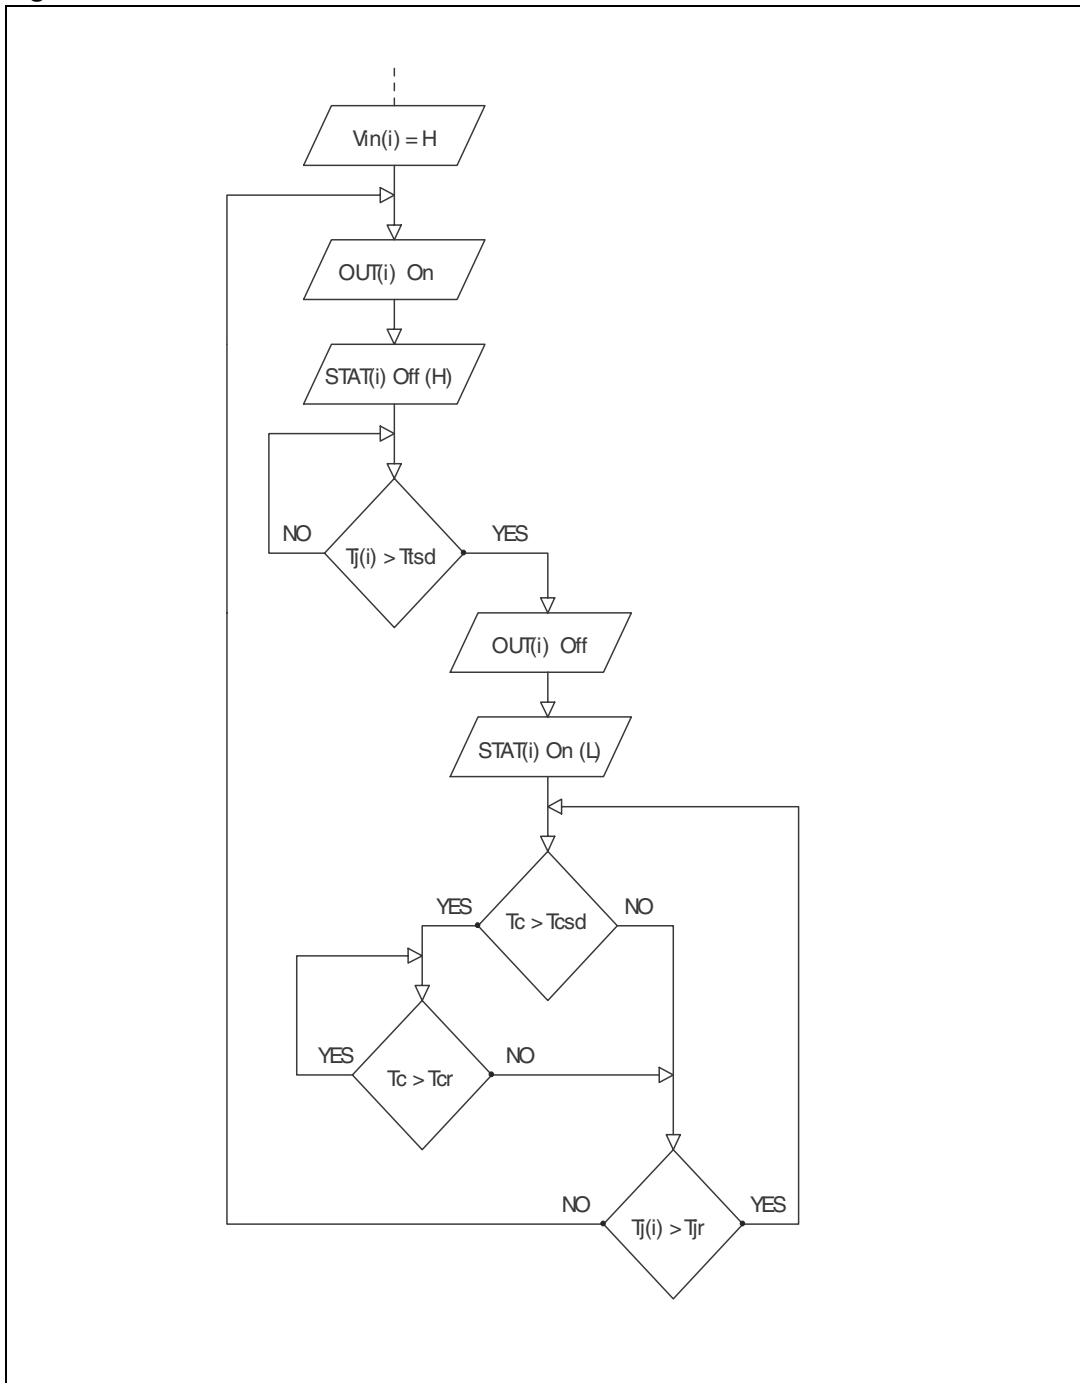 Vin(i) = H
OUT(i) On
STAT(i) Off (H)
NO
YES
Tj(i) > Ttsd
OUT(i) Off
STAT(i) On (L)
YES
NO
Tc > Tcsd
YES
NO
Tc > Tcr
NO
YES
Tj(i) > Tjr